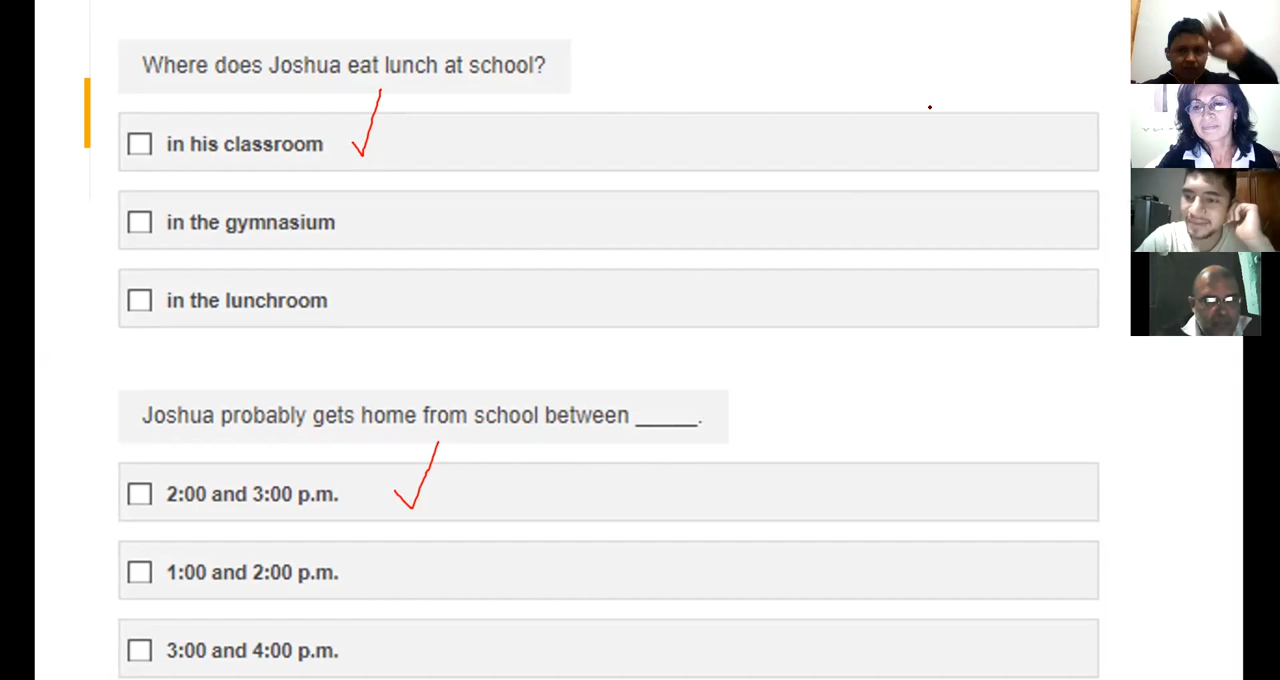 Where does Joshua eat lunch at school?
in his classroom
in the gymnasium
in the lunchroom
Joshua probably gets home from school between ______.
2:00 and 3:00 p.m.
1:00 and 2:00 p.m.
3:00 and 4:00 p.m.